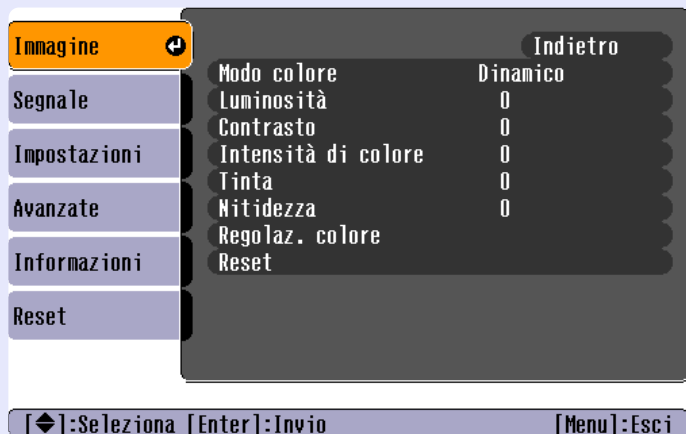 Immagine
Segnale
Impostazioni
Avanzate
Informazioni
Reset
Indietro
Modo colore Dinamico
Luminosità 0
Contrasto 0
Intensità di colore 0
Tinta 0
Nitidezza 0
Regolaz. colore
Reset
[◆]:Seleziona [Enter]:Invio [Menu]:Esci